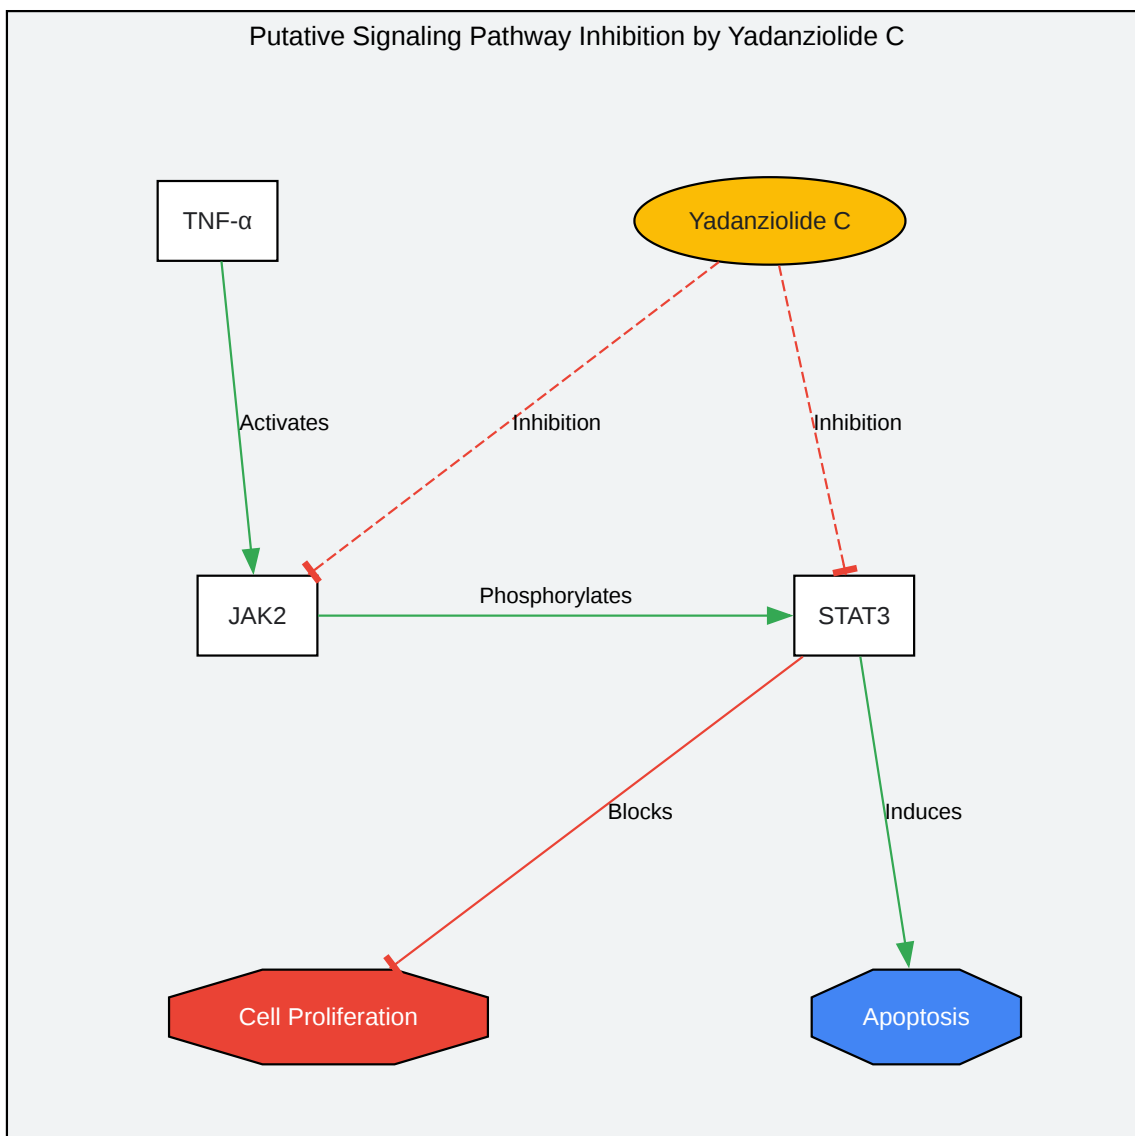 Putative Signaling Pathway Inhibition by Yadanziolide C
TNF-α
Yadanziolide C
Activates
Inhibition
Inhibition
JAK2
Phosphorylates
STAT3
Blocks
Induces
Cell Proliferation
Apoptosis